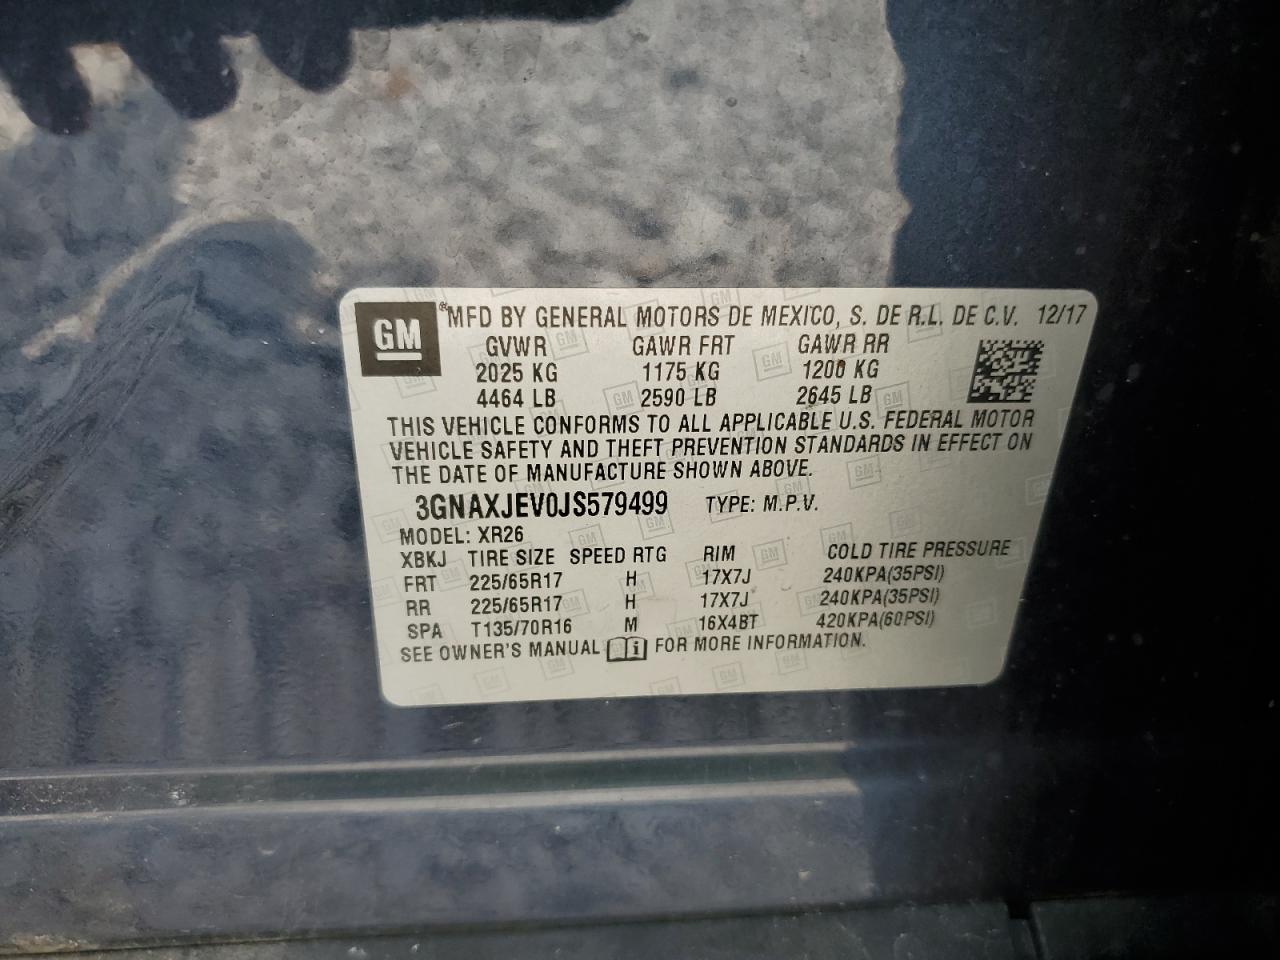 GM MFD BY GENERAL MOTORS DE MEXICO, S. DE R.L. DE C.V. 12/17
GVWR GAWR FRT GAWR RR
2025 KG 1175 KG 1200 KG
4464 LB 2590 LB 2645 LB
THIS VEHICLE CONFORMS TO ALL APPLICABLE U.S. FEDERAL MOTOR
VEHICLE SAFETY AND THEFT PREVENTION STANDARDS IN EFFECT ON
THE DATE OF MANUFACTURE SHOWN ABOVE.
3GNAXJEV0JS579499 TYPE: M.P.V.
MODEL: XR26
XBKJ TIRE SIZE SPEED RTG RIM COLD TIRE PRESSURE
FRT 225/65R17 H 17X7J 240KPA(35PSI)
RR 225/65R17 H 17X7J 240KPA(35PSI)
SPA T135/70R16 M 16X4BT 420KPA(60PSI)
SEE OWNER'S MANUAL i FOR MORE INFORMATION.